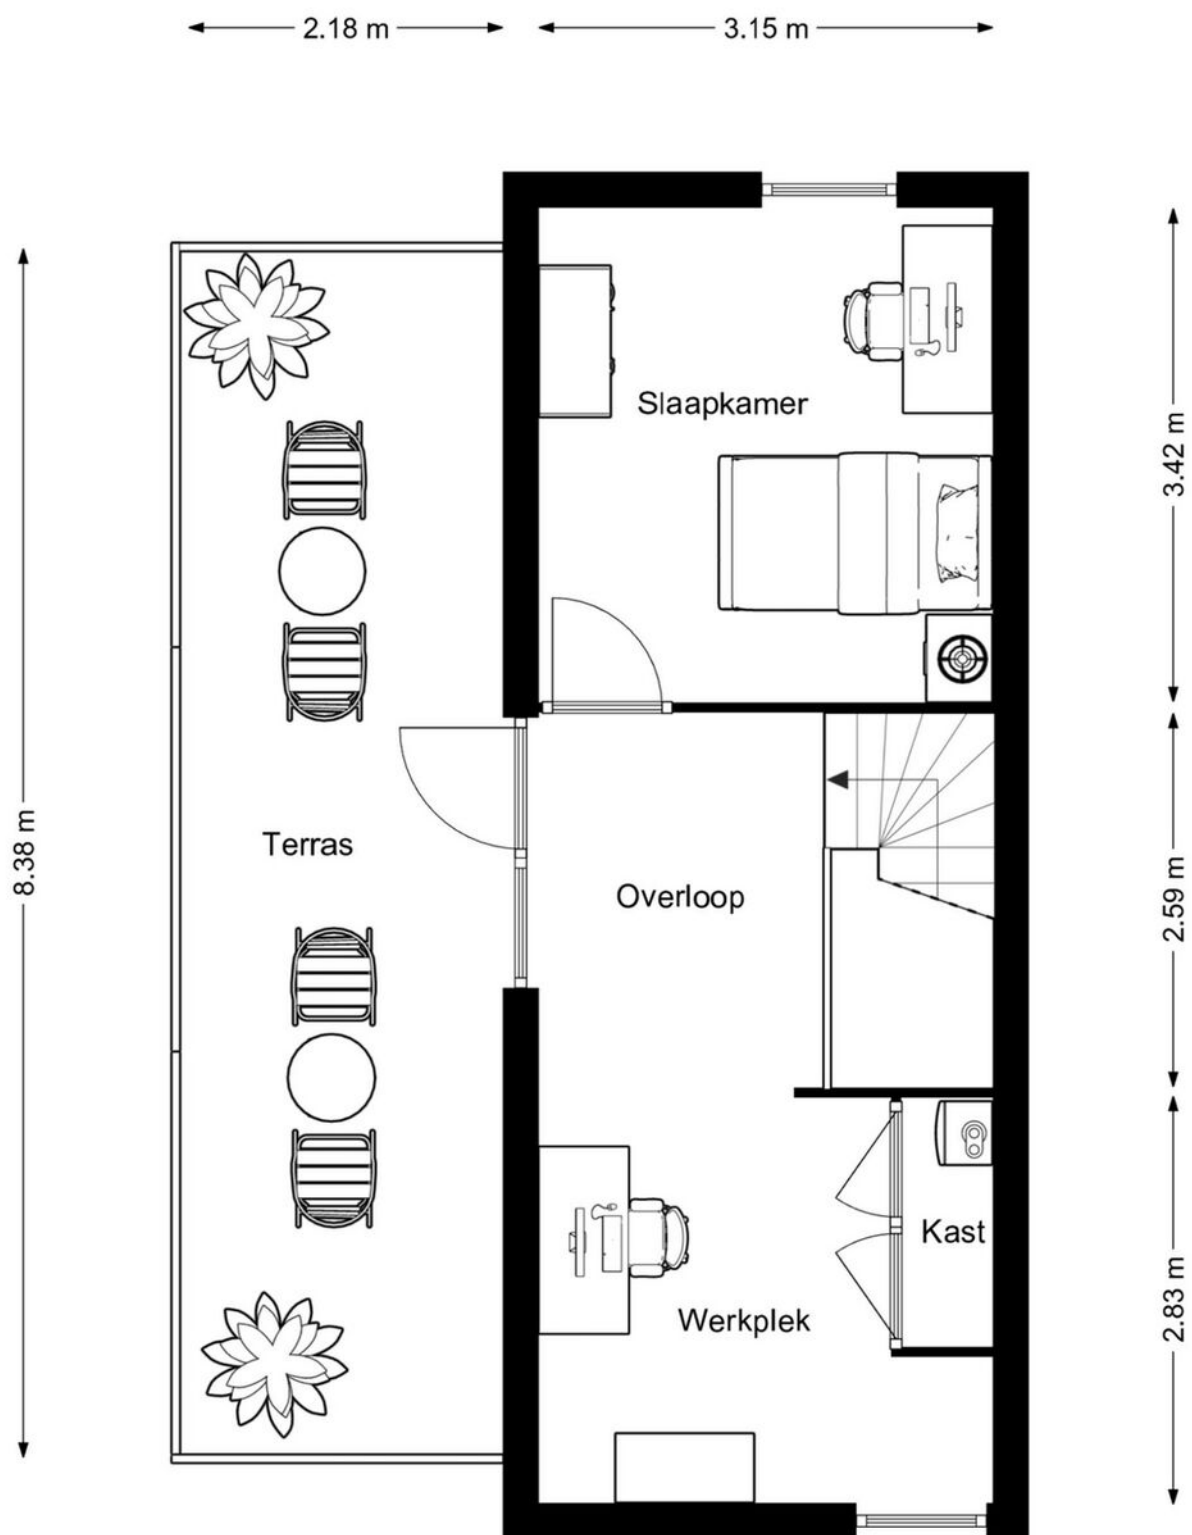 2.18 m
3.15 m
Slaapkamer
3.42 m
8.38 m
Terras
Overloop
2.59 m
Kast
Werkplek
2.83 m